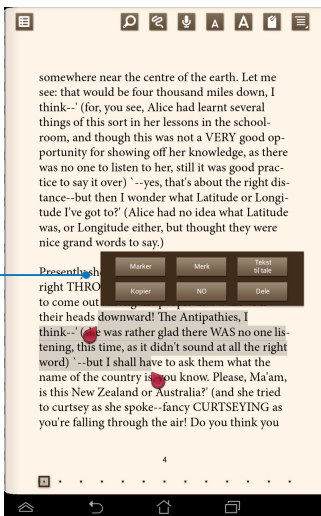 A A
somewhere near the centre of the earth. Let me
see: that would be four thousand miles down, I
think--' (for, you see, Alice had learnt several
things of this sort in her lessons in the school-
room, and though this was not a VERY good op-
portunity for showing off her knowledge, as there
was no one to listen to her, still it was good prac-
tice to say it over) `--yes, that's about the right dis-
tance--but then I wonder what Latitude or Longi-
tude I've got to?' (Alice had no idea what Latitude
was, or Longitude either, but thought they were
nice grand words to say.)
Presently sh
Marker Merk Tekst til tale
right THRO
Kopier NO Dele
to come out
their heads downward! The Antipathies, I
think--' (she was rather glad there WAS no one lis-
tening, this time, as it didn't sound at all the right
word) `--but I shall have to ask them what the
name of the country is, you know. Please, Ma'am,
is this New Zealand or Australia?' (and she tried
to curtsey as she spoke--fancy CURTSEYING as
you're falling through the air! Do you think you
4